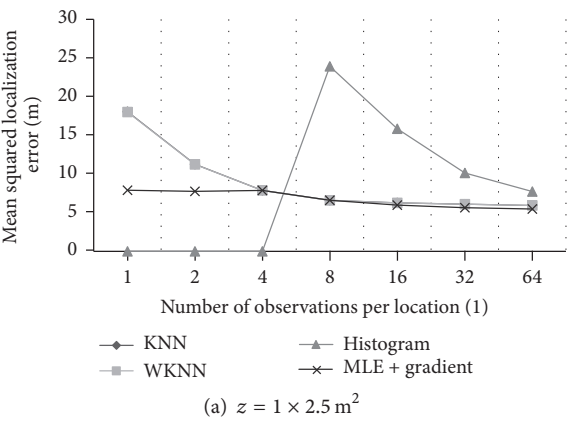 Mean squared localization
error (m)
30
25
20
15
10
5
0
1 2 4 8 16 32 64
Number of observations per location (1)
KNN Histogram
WKNN MLE + gradient
(a) z = 1 × 2.5 m²